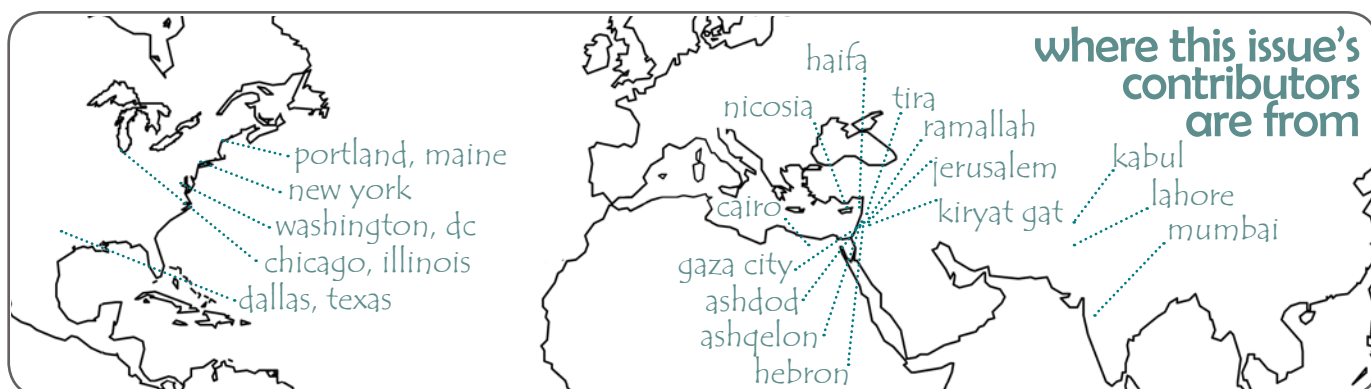 where this issue's
contributors
are from
portland, maine
new york
washington, dc
chicago, illinois
dallas, texas
haifa
nicosia
tira
ramallah
jerusalem
kiryat gat
cairo
gaza city
ashdod
ashqelon
hebron
kabul
lahore
mumbai